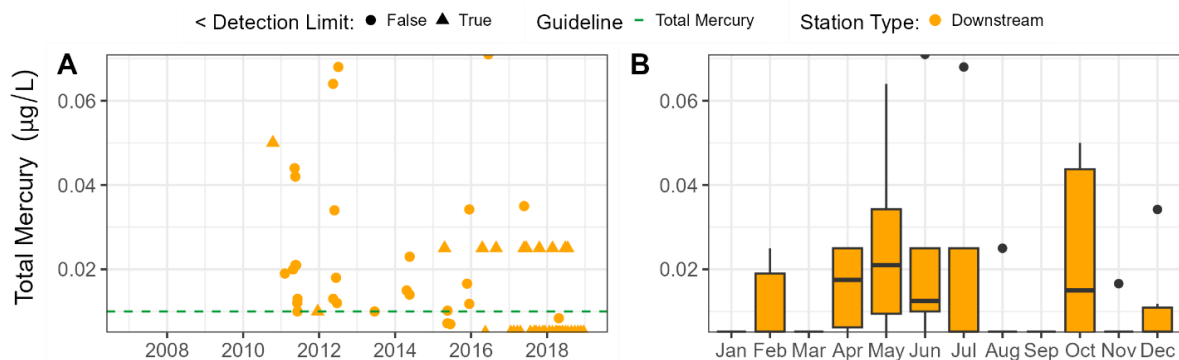 < Detection Limit: False True Guideline Total Mercury Station Type: Downstream
A
B
Total Mercury (µg/L)
0.06
0.04
0.02
2008 2010 2012 2014 2016 2018
0.06
0.04
0.02
Jan Feb Mar Apr May Jun Jul Aug Sep Oct Nov Dec